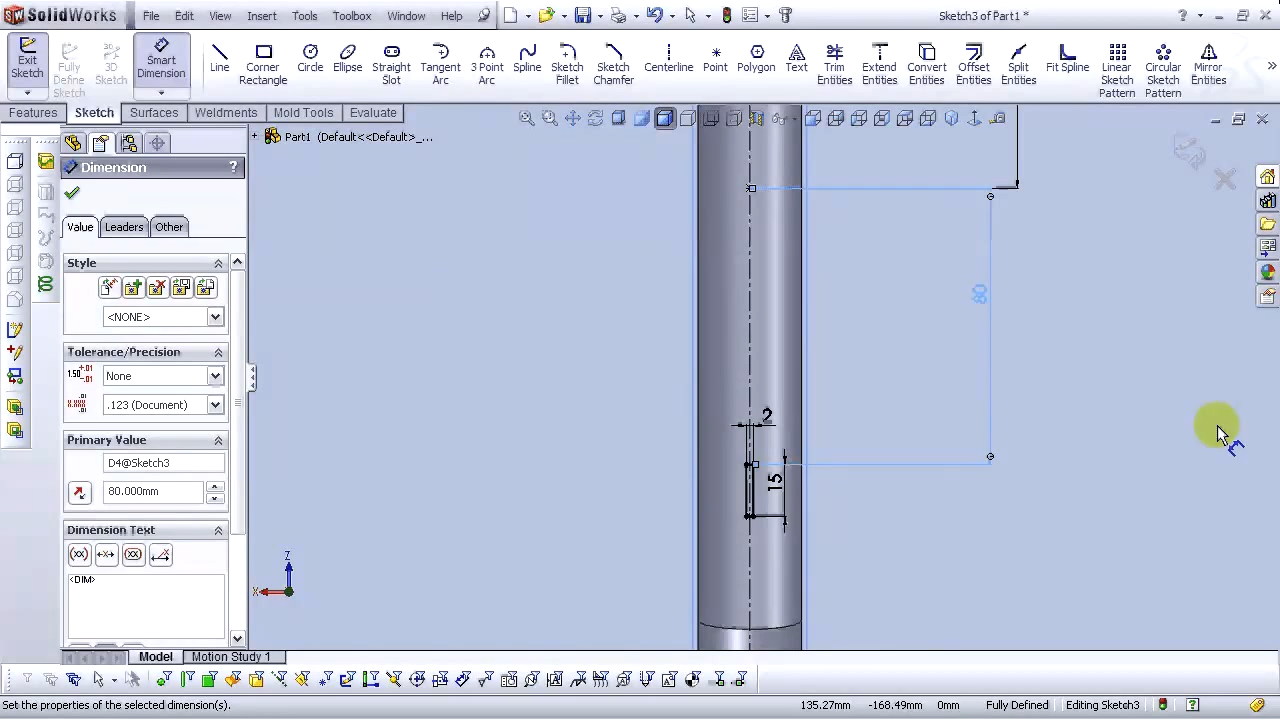 SolidWorks File Edit View Insert Tools Toolbox Window Help Sketch3 of Part1 *
Exit Sketch Fully Define Sketch 3D Sketch Smart Dimension Line Corner Rectangle Circle Ellipse Straight Slot Tangent Arc 3 Point Arc Spline Sketch Fillet Sketch Chamfer Centerline Point Polygon Text Trim Entities Extend Entities Convert Entities Offset Entities Split Entities Fit Spline Linear Sketch Pattern Circular Sketch Pattern Mirror Entities
Features Sketch Surfaces Weldments Mold Tools Evaluate
Part1 (Default<<Default>_...
Dimension ?
Value Leaders Other
Style
<NONE>
Tolerance/Precision
None
.123 (Document)
Primary Value
D4@Sketch3
80.000mm
Dimension Text
<DIM>
80
2
15
Z
X
Model Motion Study 1
Set the properties of the selected dimension(s). 135.27mm -168.49mm 0mm Fully Defined Editing Sketch3